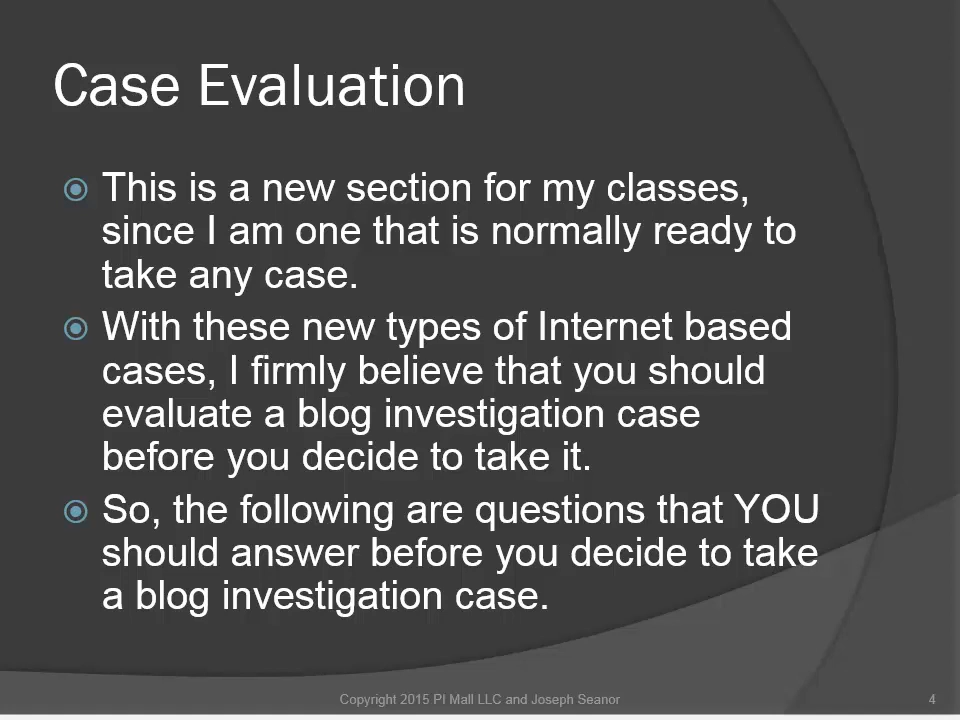 Case Evaluation
This is a new section for my classes,
since I am one that is normally ready to
take any case.
With these new types of Internet based
cases, I firmly believe that you should
evaluate a blog investigation case
before you decide to take it.
So, the following are questions that YOU
should answer before you decide to take
a blog investigation case.
Copyright 2015 PI Mall LLC and Joseph Seanor
4